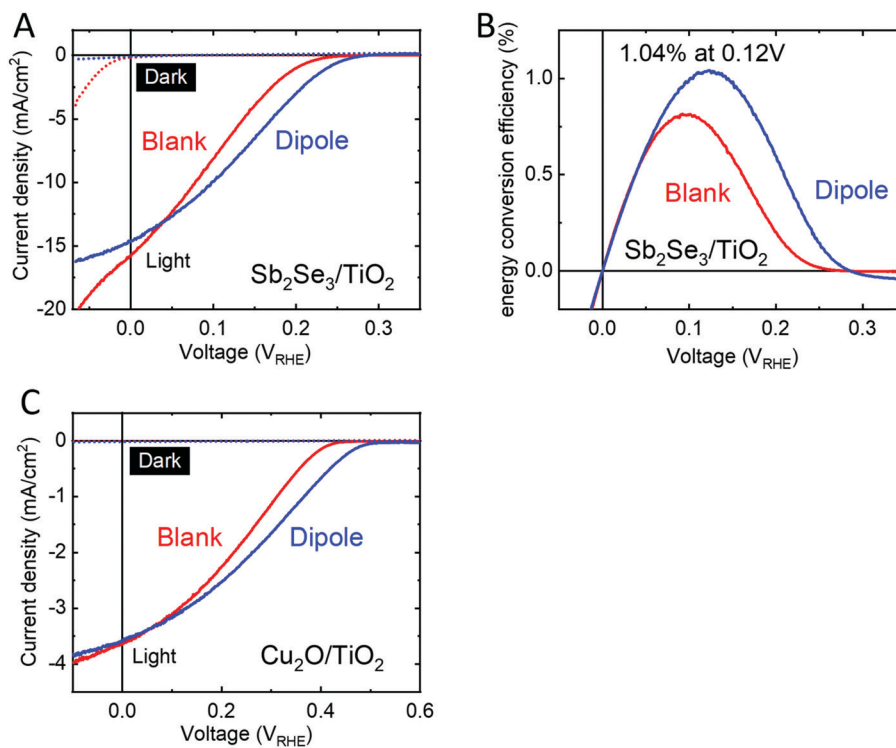 A
0
-5
-10
-15
-20
Current density (mA/cm²)
Dark
Blank
Dipole
Light
Sb₂Se₃/TiO₂
0.0 0.1 0.2 0.3
Voltage (V_RHE)
B
1.04% at 0.12V
1.0
0.5
0.0
energy conversion efficiency (%)
Blank
Dipole
Sb₂Se₃/TiO₂
0.0 0.1 0.2 0.3
Voltage (V_RHE)
C
0
-1
-2
-3
-4
Current density (mA/cm²)
Dark
Blank
Dipole
Light
Cu₂O/TiO₂
0.0 0.2 0.4 0.6
Voltage (V_RHE)